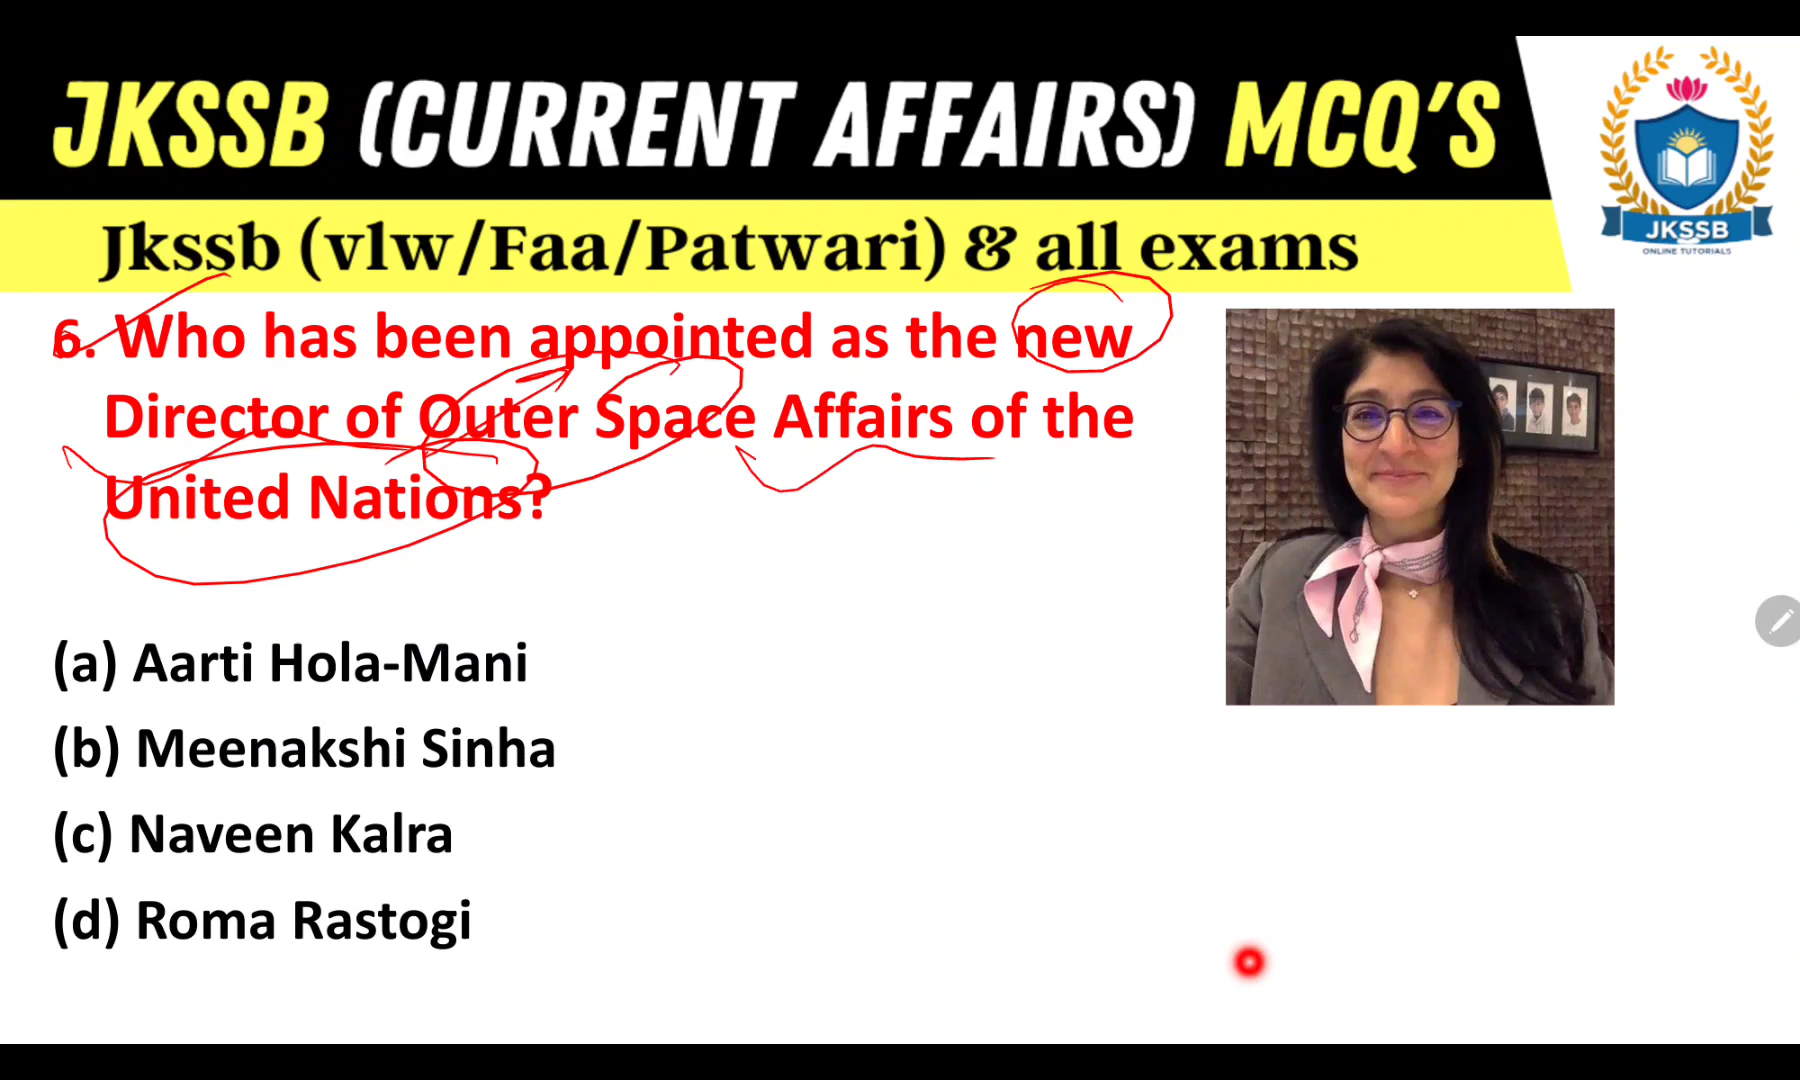 JKSSB (CURRENT AFFAIRS) MCQ'S
JKSSB
ONLINE TUTORIALS
Jkssb (vlw/Faa/Patwari) & all exams
6. Who has been appointed as the new
Director of Outer Space Affairs of the
United Nations?
(a) Aarti Hola-Mani
(b) Meenakshi Sinha
(c) Naveen Kalra
(d) Roma Rastogi